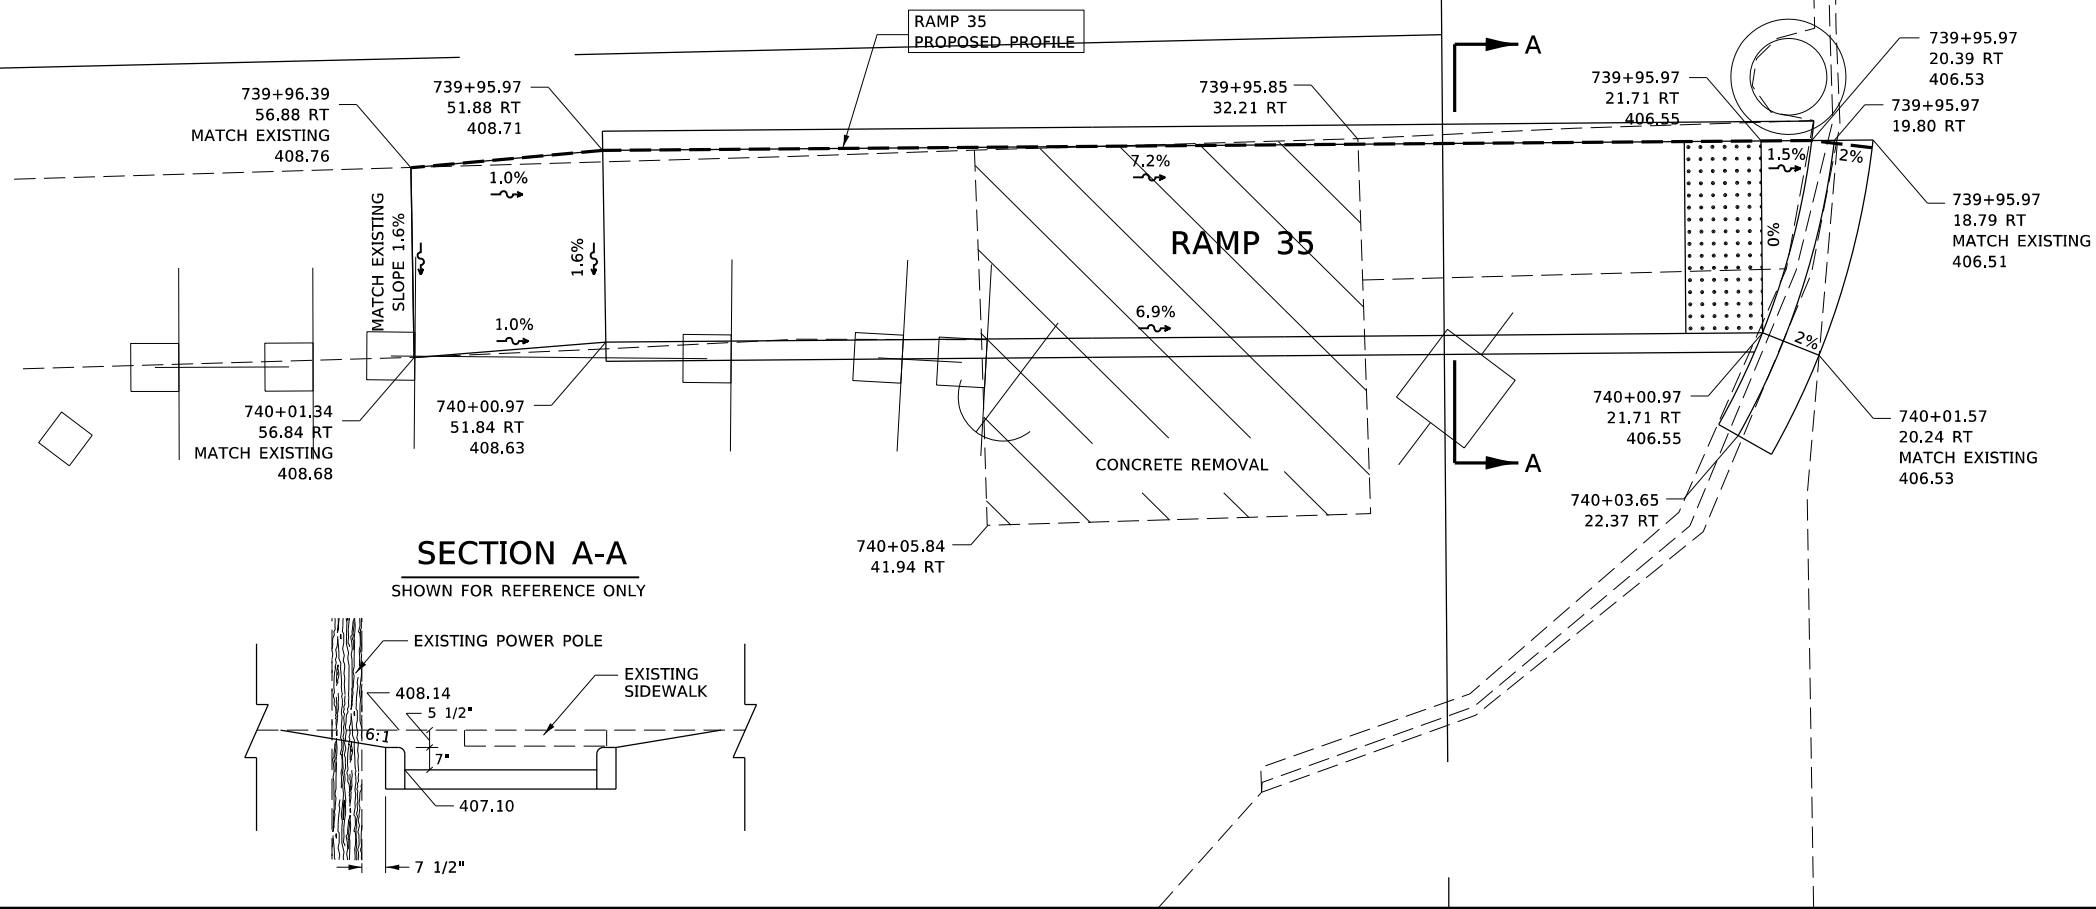 RAMP 35
PROPOSED PROFILE
A
739+96.39
56.88 RT
MATCH EXISTING
408.76
739+95.97
51.88 RT
408.71
739+95.85
32.21 RT
739+95.97
21.71 RT
406.55
739+95.97
20.39 RT
406.53
739+95.97
19.80 RT
739+95.97
18.79 RT
MATCH EXISTING
406.51
1.0%
7.2%
1.5%
2%
MATCH EXISTING
SLOPE 1.6%
1.6%
RAMP 35
0%
1.0%
6.9%
2%
740+01.34
56.84 RT
MATCH EXISTING
408.68
740+00.97
51.84 RT
408.63
CONCRETE REMOVAL
A
740+00.97
21.71 RT
406.55
740+01.57
20.24 RT
MATCH EXISTING
406.53
740+03.65
22.37 RT
740+05.84
41.94 RT
SECTION A-A
SHOWN FOR REFERENCE ONLY
EXISTING POWER POLE
EXISTING
SIDEWALK
408.14
5 1/2"
6:1
7"
407.10
7 1/2"